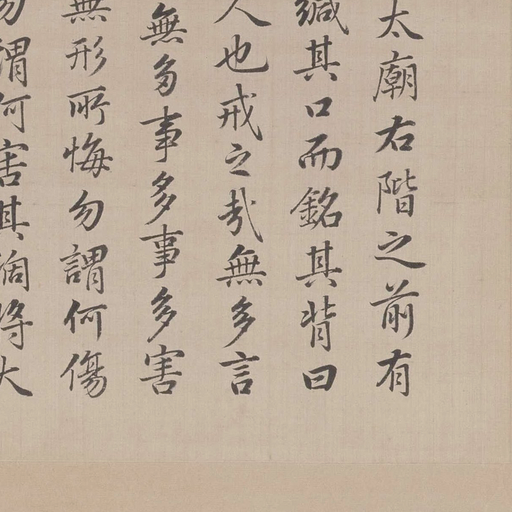 太廟右階之前有
緘其口而銘其背曰
人也戒之哉無多言
無多事多事多害
無形所悔勿謂何傷
勿謂何害其禍將大